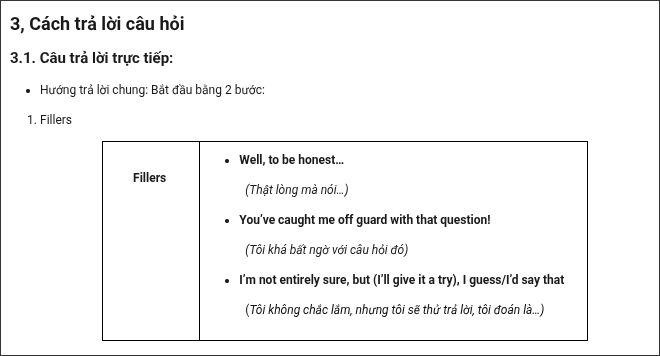 3, Cách trả lời câu hỏi
3.1. Câu trả lời trực tiếp:
• Hướng trả lời chung: Bắt đầu bằng 2 bước:
1. Fillers
Fillers
• Well, to be honest…
(Thật lòng mà nói…)
• You’ve caught me off guard with that question!
(Tôi khá bất ngờ với câu hỏi đó)
• I’m not entirely sure, but (I’ll give it a try), I guess/I’d say that
(Tôi không chắc lắm, nhưng tôi sẽ thử trả lời, tôi đoán là…)